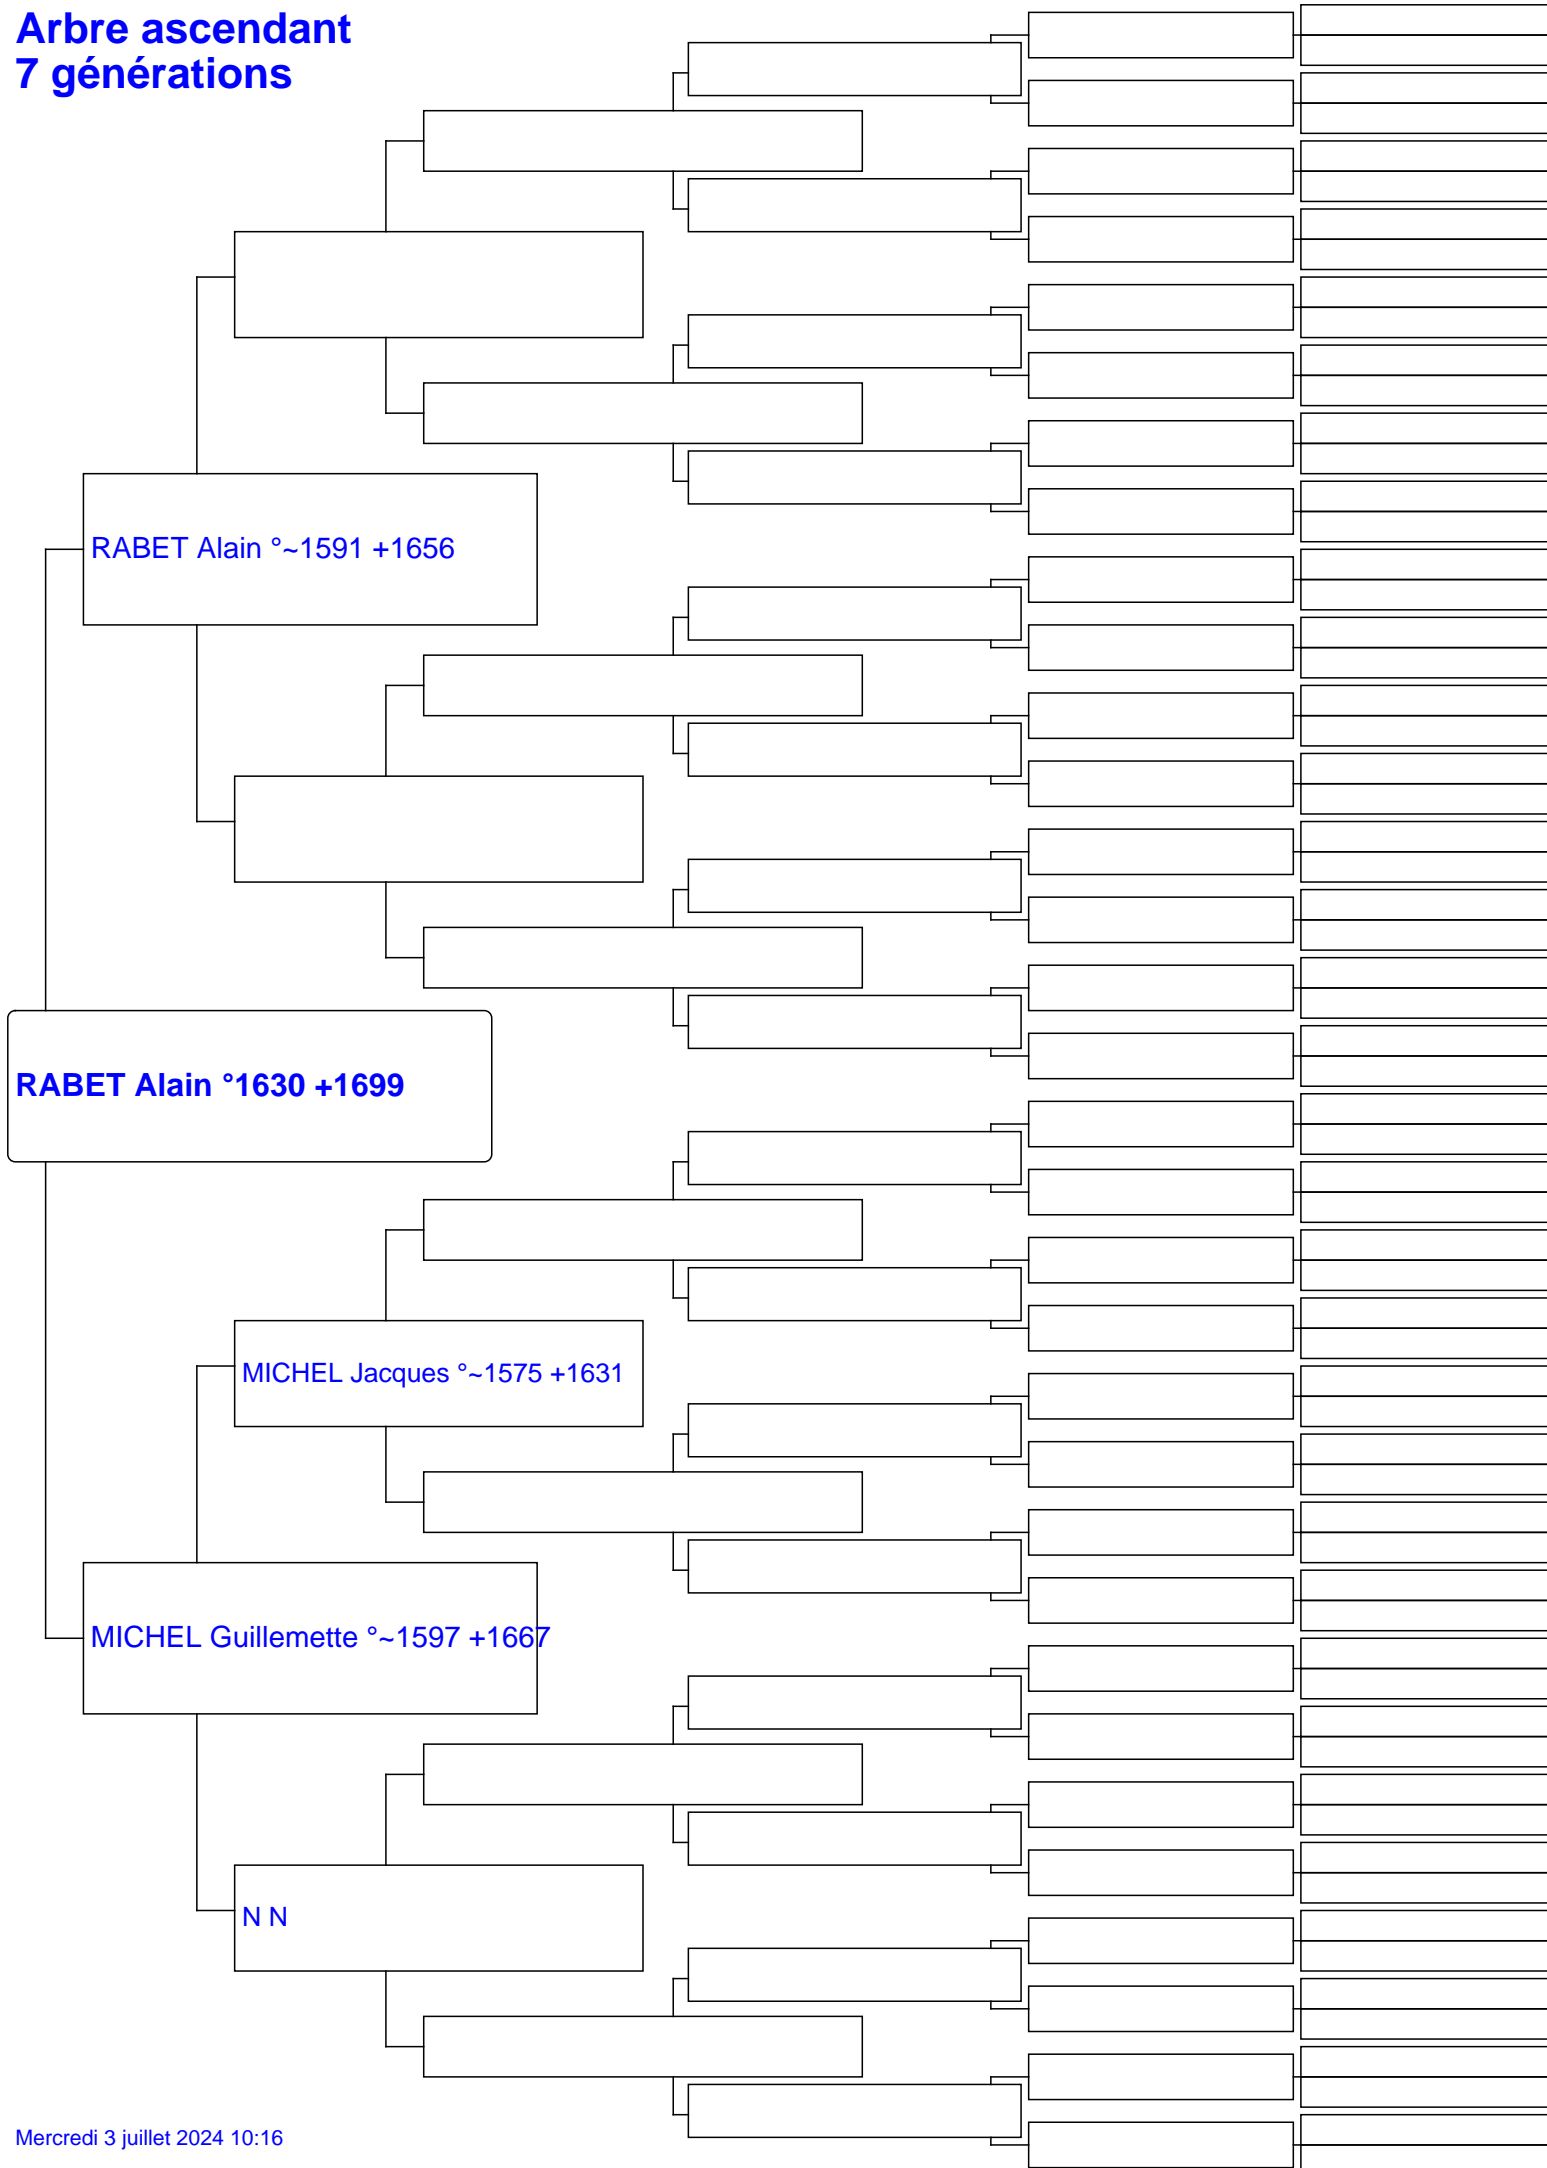 Arbre ascendant
7 générations
RABET Alain °~1591 +1656
RABET Alain °1630 +1699
MICHEL Jacques °~1575 +1631
MICHEL Guillemette °~1597 +1667
N N
Mercredi 3 juillet 2024 10:16